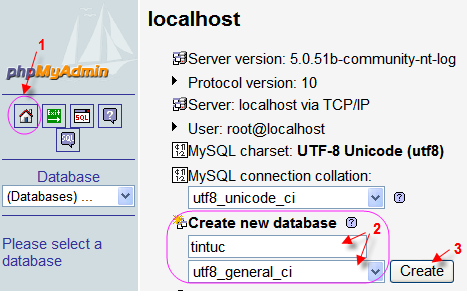 1
phpMyAdmin
EXIT
SQL
?
SQL
Database
(Databases) ...
Please select a
database
localhost
Server version: 5.0.51b-community-nt-log
Protocol version: 10
Server: localhost via TCP/IP
User: root@localhost
MySQL charset: UTF-8 Unicode (utf8)
MySQL connection collation:
utf8_unicode_ci ?
Create new database ?
tintuc 2
utf8_general_ci Create 3